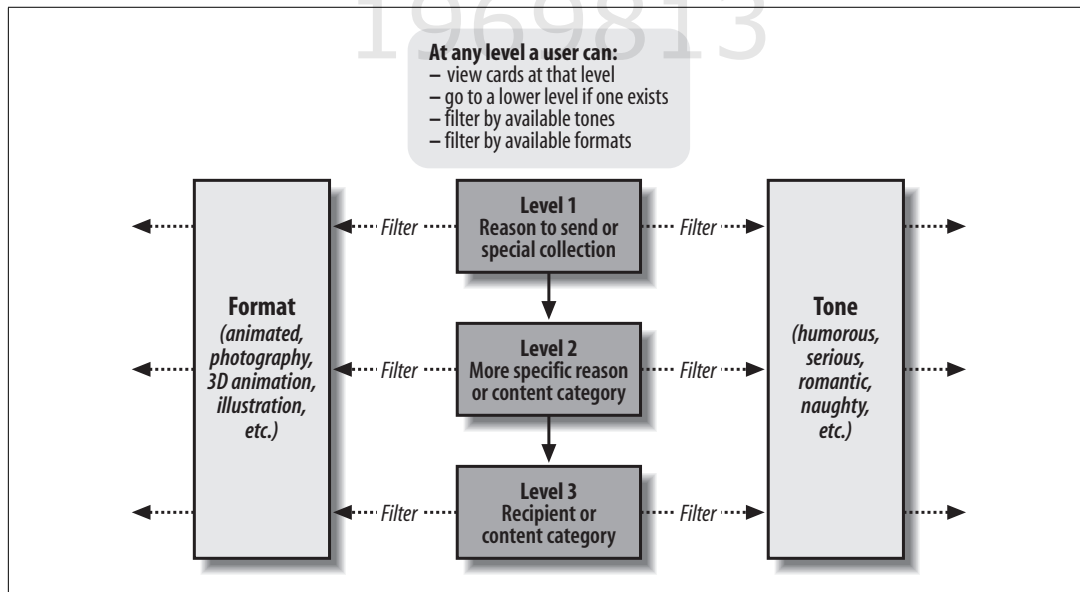 1969813
At any level a user can:
– view cards at that level
– go to a lower level if one exists
– filter by available tones
– filter by available formats
Level 1
Reason to send or
special collection
Filter
Filter
Format
(animated,
photography,
3D animation,
illustration,
etc.)
Level 2
More specific reason
or content category
Filter
Filter
Tone
(humorous,
serious,
romantic,
naughty,
etc.)
Level 3
Recipient or
content category
Filter
Filter